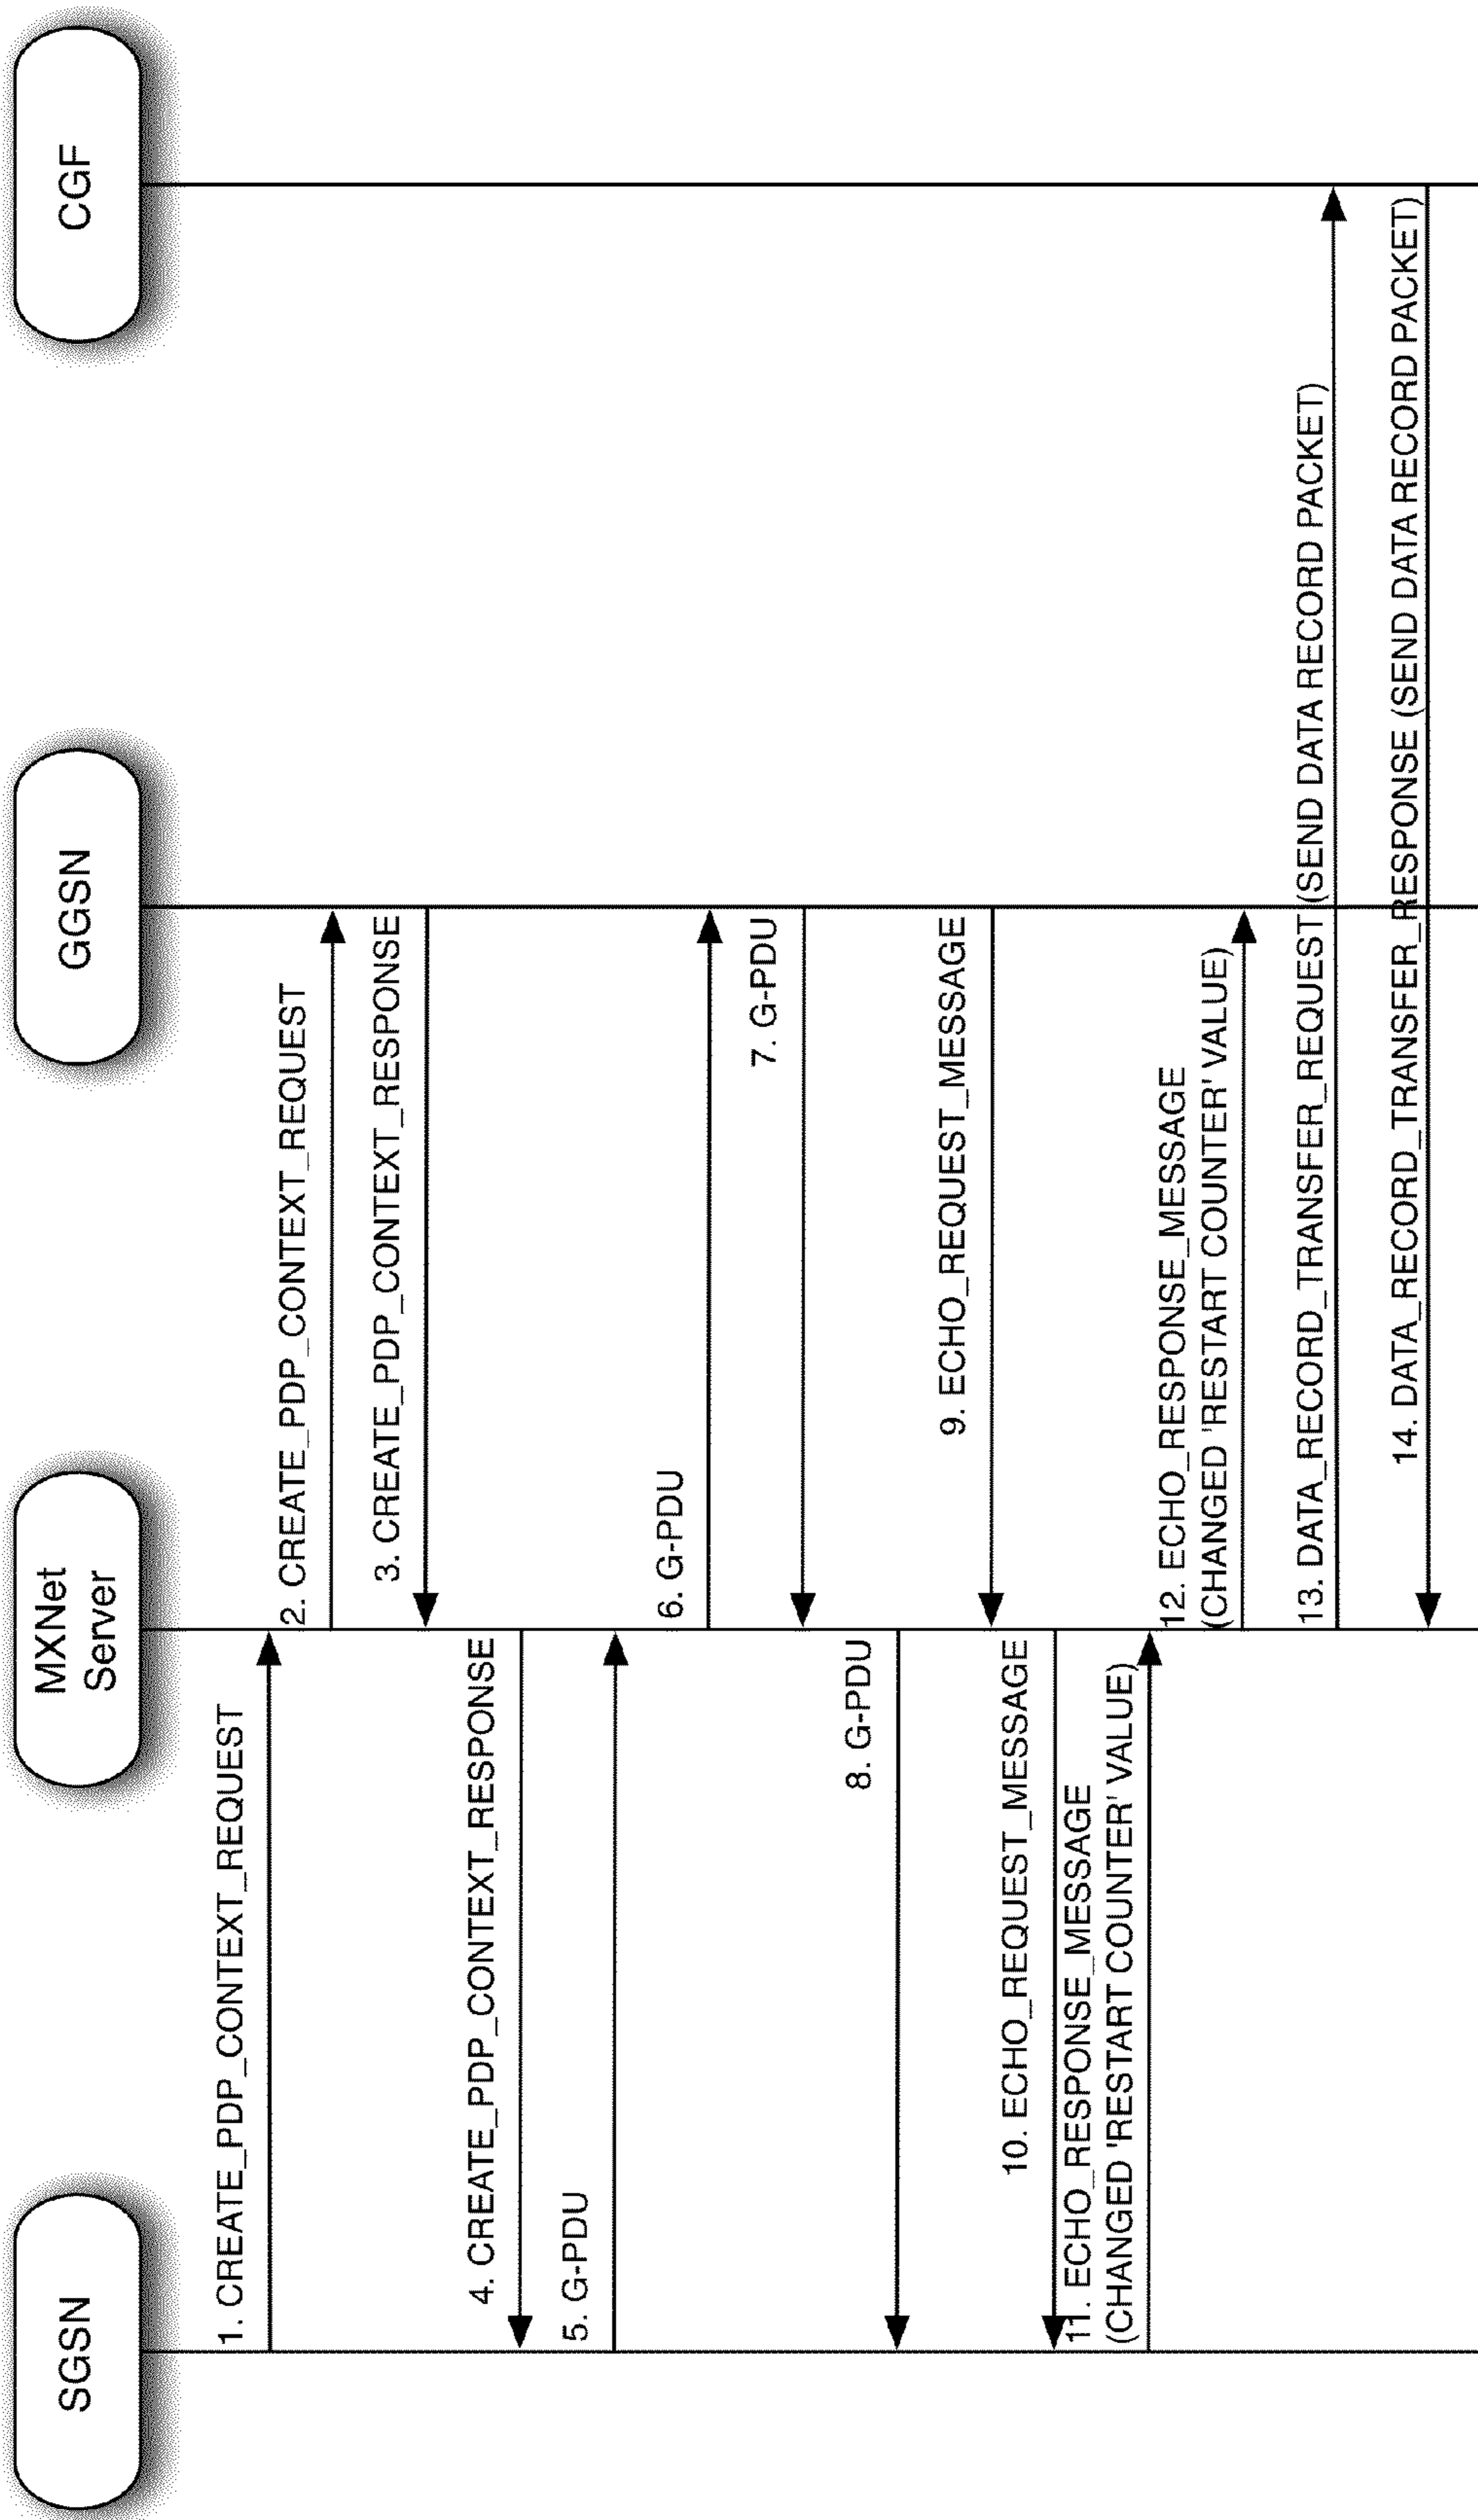 SGSN
MXNet
Server
GGSN
CGF
1. CREATE_PDP_CONTEXT_REQUEST
2. CREATE_PDP_CONTEXT_REQUEST
3. CREATE_PDP_CONTEXT_RESPONSE
4. CREATE_PDP_CONTEXT_RESPONSE
5. G-PDU
6. G-PDU
7. G-PDU
8. G-PDU
9. ECHO_REQUEST_MESSAGE
10. ECHO_REQUEST_MESSAGE
11. ECHO_RESPONSE_MESSAGE
(CHANGED 'RESTART COUNTER' VALUE)
12. ECHO_RESPONSE_MESSAGE
(CHANGED 'RESTART COUNTER' VALUE)
13. DATA_RECORD_TRANSFER_REQUEST (SEND DATA RECORD PACKET)
14. DATA_RECORD_TRANSFER_RESPONSE (SEND DATA RECORD PACKET)